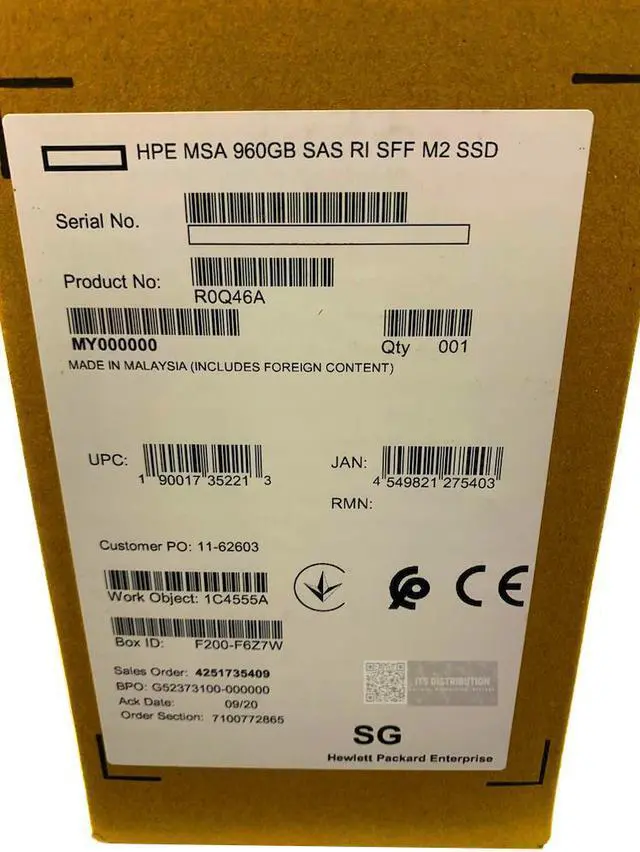 HPE MSA 960GB SAS RI SFF M2 SSD
Serial No.
Product No:
R0Q46A
MY000000
Qty 001
MADE IN MALAYSIA (INCLUDES FOREIGN CONTENT)
UPC: 1 90017 35221 3
JAN: 4 549821 275403
RMN:
Customer PO: 11-62603
Work Object: 1C4555A
Box ID: F200-F6Z7W
Sales Order: 4251735409
BPO: G52373100-000000
Ack Date: 09/20
Order Section: 7100772865
CE
ITS DISTRIBUTION
SG
Hewlett Packard Enterprise